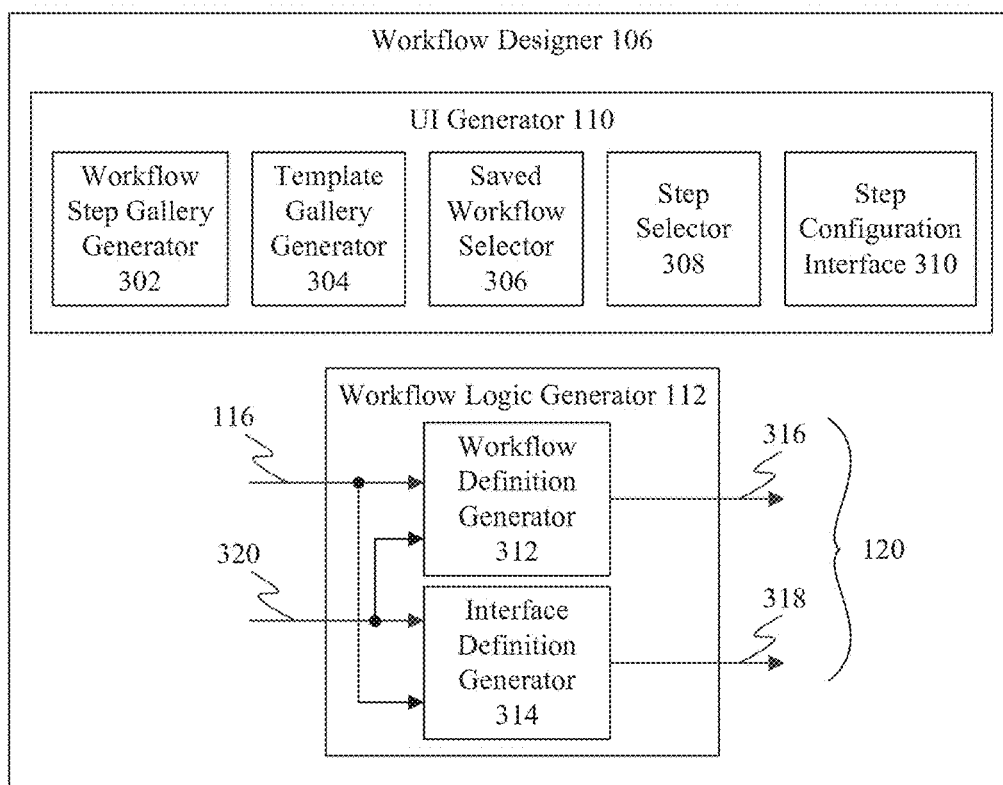 Workflow Designer 106
UI Generator 110
Workflow
Step Gallery
Generator
302
Template
Gallery
Generator
304
Saved
Workflow
Selector
306
Step
Selector
308
Step
Configuration
Interface 310
Workflow Logic Generator 112
116
320
Workflow
Definition
Generator
312
Interface
Definition
Generator
314
316
318
120